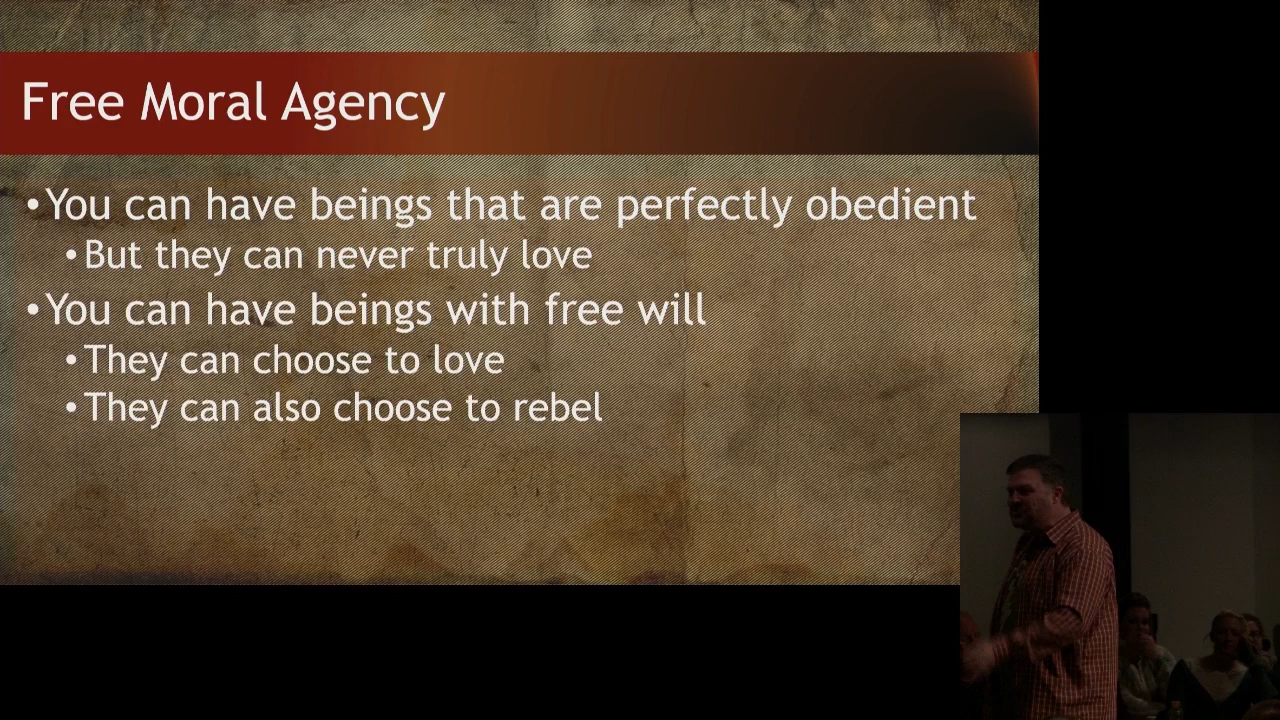 Free Moral Agency
•You can have beings that are perfectly obedient
•But they can never truly love
•You can have beings with free will
•They can choose to love
•They can also choose to rebel